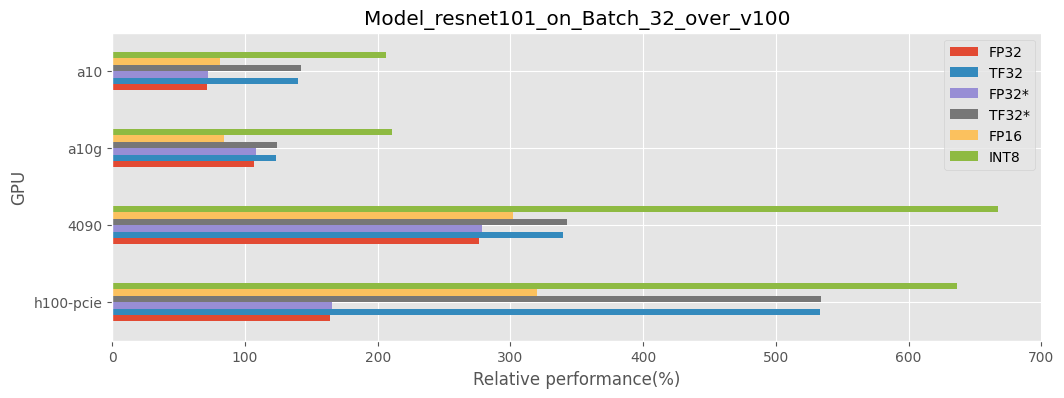 Model_resnet101_on_Batch_32_over_v100
FP32
TF32
FP32*
TF32*
FP16
INT8
GPU
a10
a10g
4090
h100-pcie
0 100 200 300 400 500 600 700
Relative performance(%)